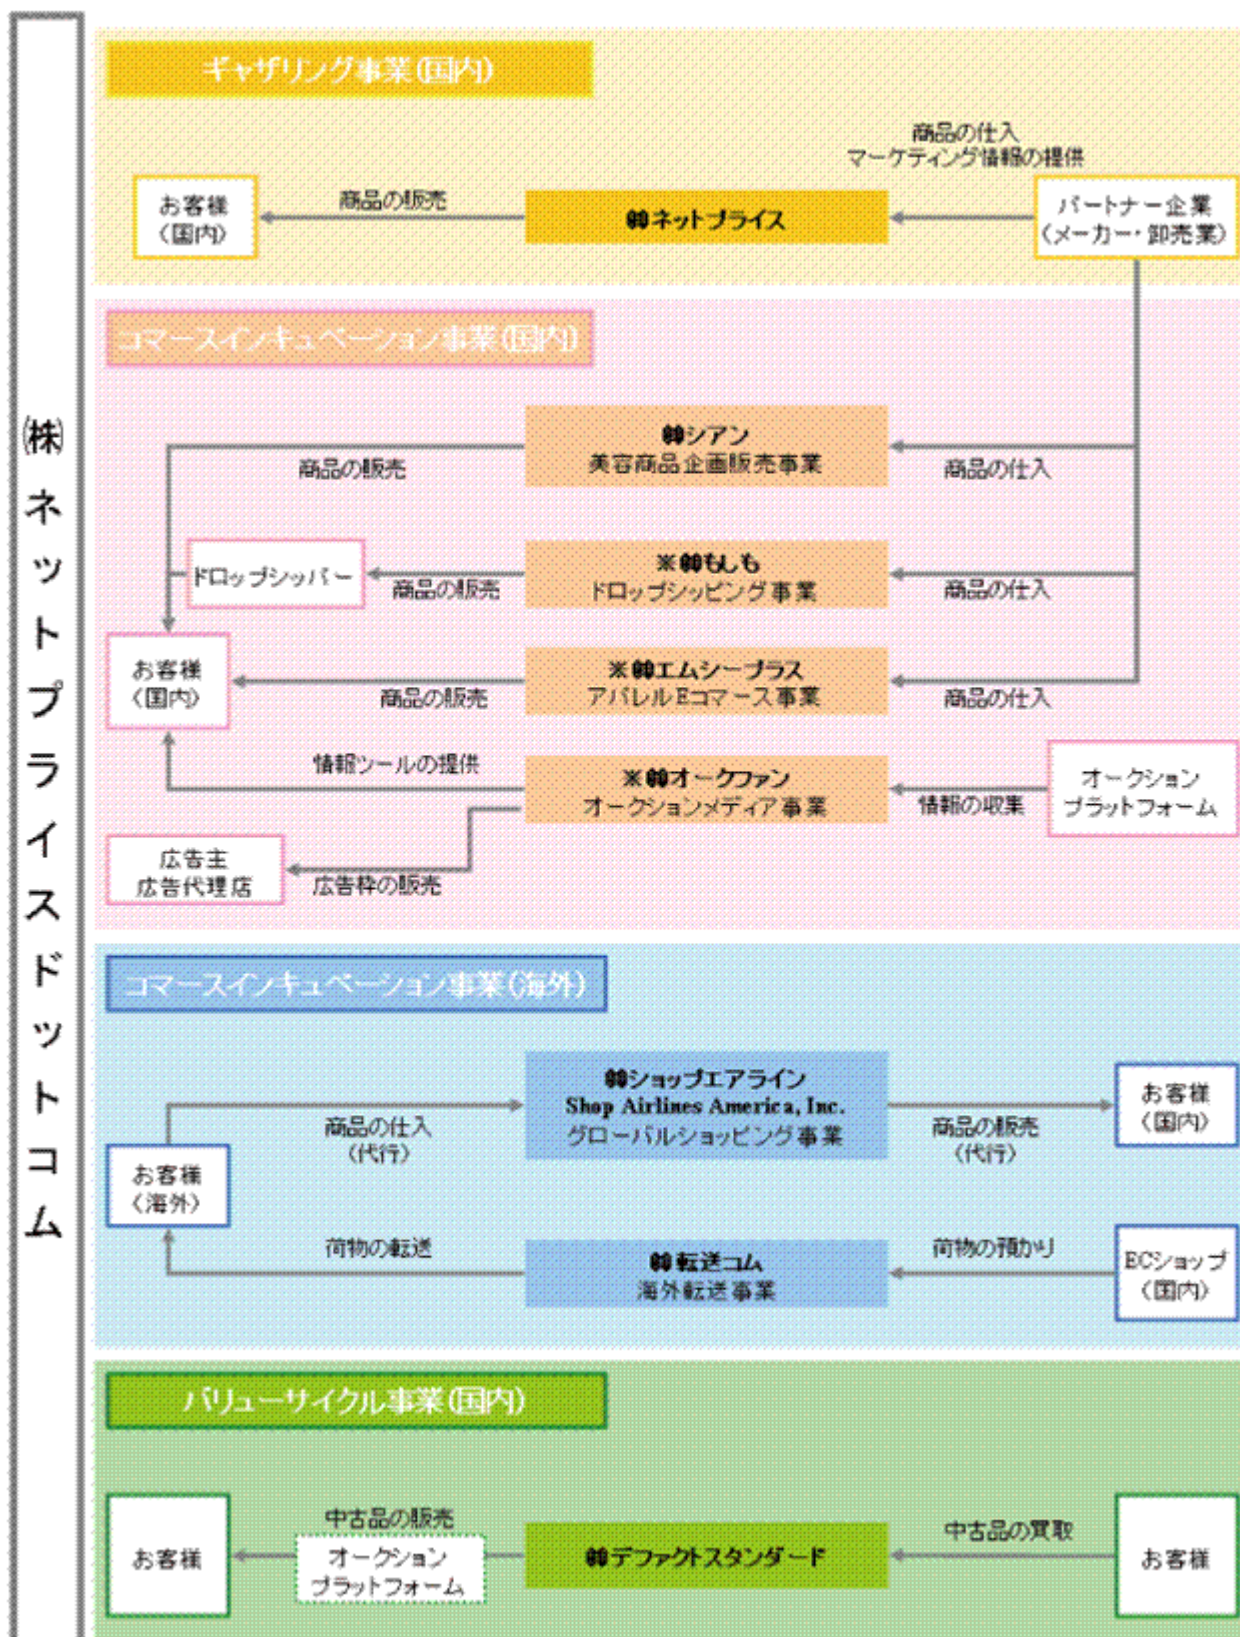 ㈱ネットプライスドットコム
ギャザリング事業(国内)
商品の仕入
マーケティング情報の提供
お客様
(国内)
商品の販売
㈱ネットプライス
パートナー企業
(メーカー・卸売業)
コマースインキュベーション事業(国内)
㈱シアン
美容商品企画販売事業
商品の販売
商品の仕入
ドロップシッパー
商品の販売
※㈱もしも
ドロップシッピング事業
商品の仕入
お客様
(国内)
商品の販売
※㈱エムシープラス
アパレルEコマース事業
商品の仕入
情報ツールの提供
※㈱オークファン
オークションメディア事業
情報の収集
オークション
プラットフォーム
広告主
広告代理店
広告枠の販売
コマースインキュベーション事業(海外)
㈱ショップエアライン
Shop Airlines America, Inc.
グローバルショッピング事業
商品の仕入
(代行)
商品の販売
(代行)
お客様
(国内)
お客様
(海外)
荷物の転送
㈱転送コム
海外転送事業
荷物の預かり
ECショップ
(国内)
バリューサイクル事業(国内)
お客様
中古品の販売
オークション
プラットフォーム
㈱デファクトスタンダード
中古品の買取
お客様